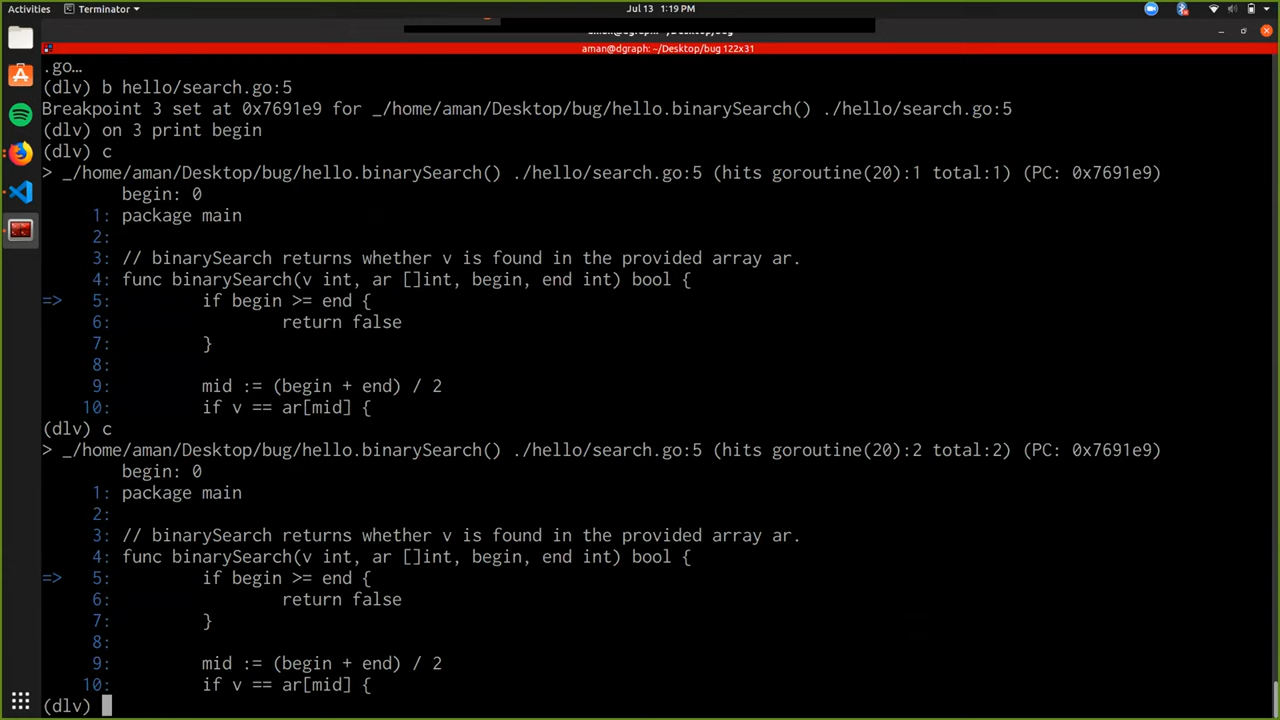 Activities
Terminator
Jul 13 1:19 PM
aman@dgraph: ~/Desktop/bug
aman@dgraph: ~/Desktop/bug 122x31
.go…
(dlv) b hello/search.go:5
Breakpoint 3 set at 0x7691e9 for _/home/aman/Desktop/bug/hello.binarySearch() ./hello/search.go:5
(dlv) on 3 print begin
(dlv) c
> _/home/aman/Desktop/bug/hello.binarySearch() ./hello/search.go:5 (hits goroutine(20):1 total:1) (PC: 0x7691e9)
begin: 0
1: package main
2:
3: // binarySearch returns whether v is found in the provided array ar.
4: func binarySearch(v int, ar []int, begin, end int) bool {
=> 5: if begin >= end {
6: return false
7: }
8:
9: mid := (begin + end) / 2
10: if v == ar[mid] {
(dlv) c
> _/home/aman/Desktop/bug/hello.binarySearch() ./hello/search.go:5 (hits goroutine(20):2 total:2) (PC: 0x7691e9)
begin: 0
1: package main
2:
3: // binarySearch returns whether v is found in the provided array ar.
4: func binarySearch(v int, ar []int, begin, end int) bool {
=> 5: if begin >= end {
6: return false
7: }
8:
9: mid := (begin + end) / 2
10: if v == ar[mid] {
(dlv)